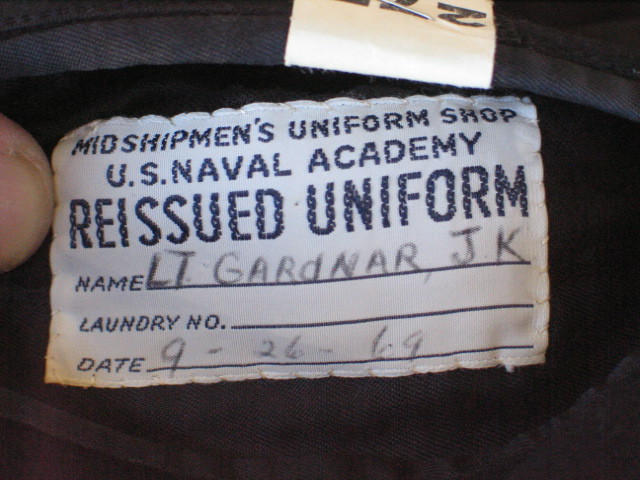 MIDSHIPMEN'S UNIFORM SHOP
U.S. NAVAL ACADEMY
REISSUED UNIFORM
NAME LT. GARDNAR, J K
LAUNDRY NO.
DATE 9 - 26 - 69